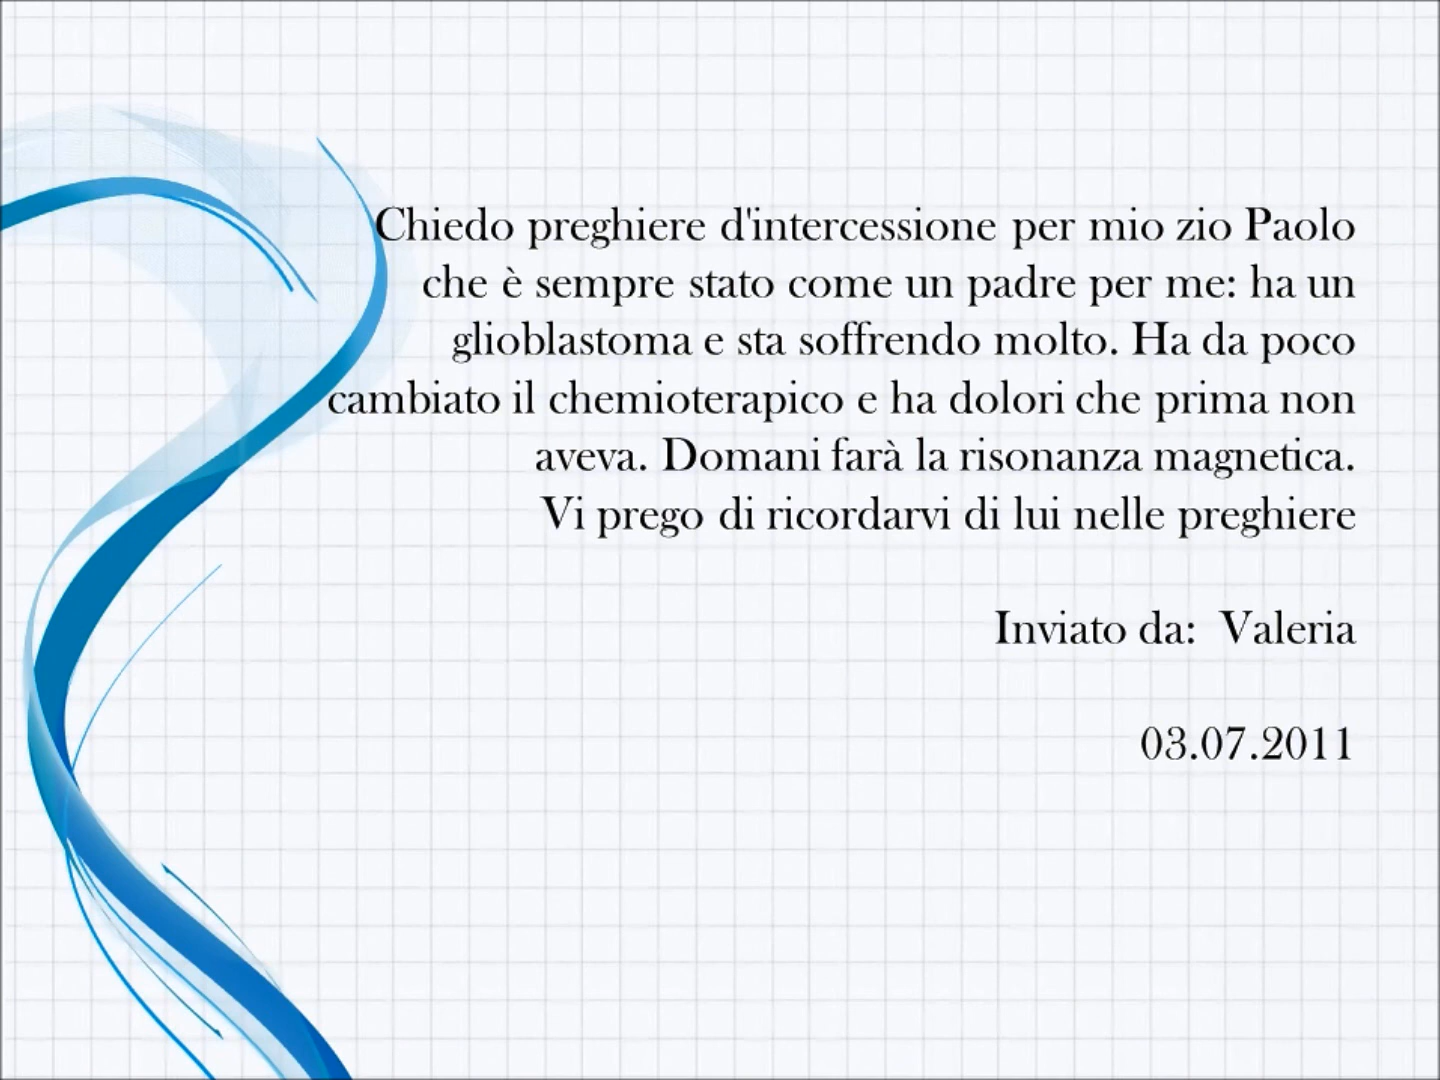 Chiedo preghiere d'intercessione per mio zio Paolo
che è sempre stato come un padre per me: ha un
glioblastoma e sta soffrendo molto. Ha da poco
cambiato il chemioterapico e ha dolori che prima non
aveva. Domani farà la risonanza magnetica.
Vi prego di ricordarvi di lui nelle preghiere
Inviato da: Valeria
03.07.2011